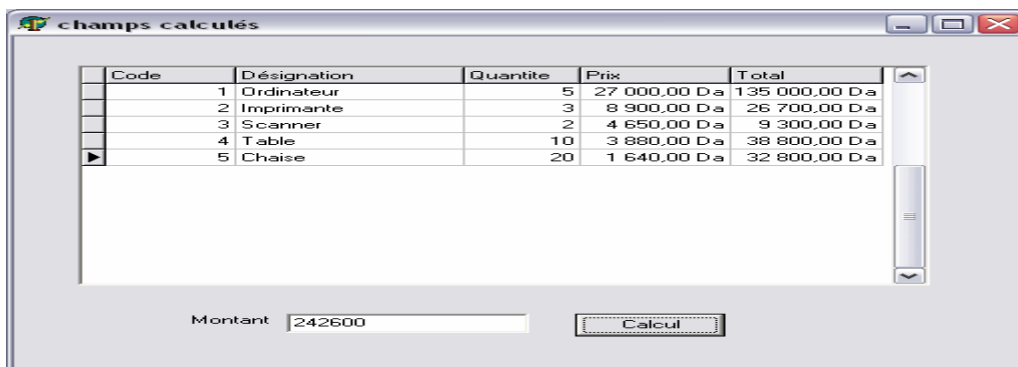 champs calculés
Code Désignation Quantite Prix Total
1 Ordinateur 5 27 000,00 Da 135 000,00 Da
2 Imprimante 3 8 900,00 Da 26 700,00 Da
3 Scanner 2 4 650,00 Da 9 300,00 Da
4 Table 10 3 880,00 Da 38 800,00 Da
5 Chaise 20 1 640,00 Da 32 800,00 Da
Montant 242600 Calcul